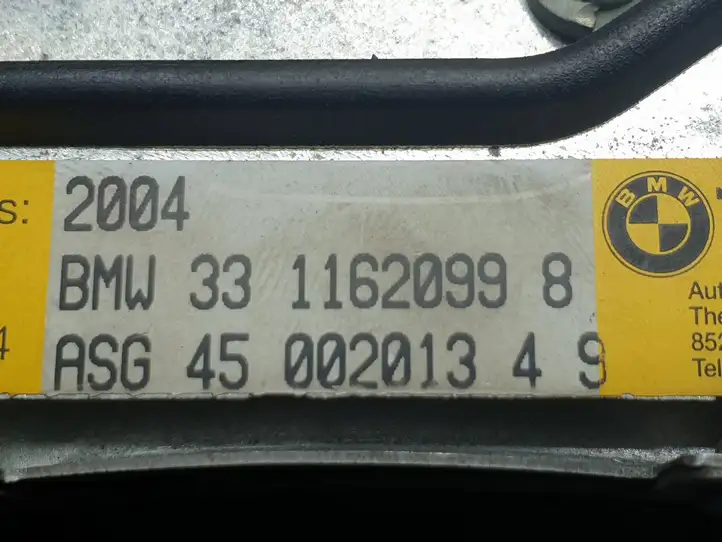 s: 2004
BMW 33 1162099 8
4 ASG 45 002013 4 9
BMW
Aut
The
852
Tel